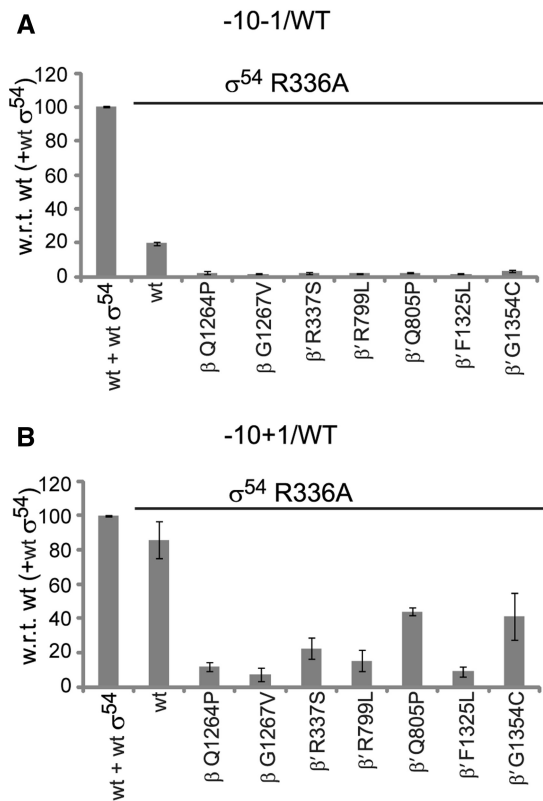 A
-10-1/WT
σ54 R336A
w.r.t. wt (+wt σ54)
120
100
80
60
40
20
0
wt + wt σ54
wt
β Q1264P
β G1267V
β′R337S
β′R799L
β′Q805P
β′F1325L
β′G1354C
B
-10+1/WT
σ54 R336A
w.r.t. wt (+wt σ54)
120
100
80
60
40
20
0
wt + wt σ54
wt
β Q1264P
β G1267V
β′R337S
β′R799L
β′Q805P
β′F1325L
β′G1354C